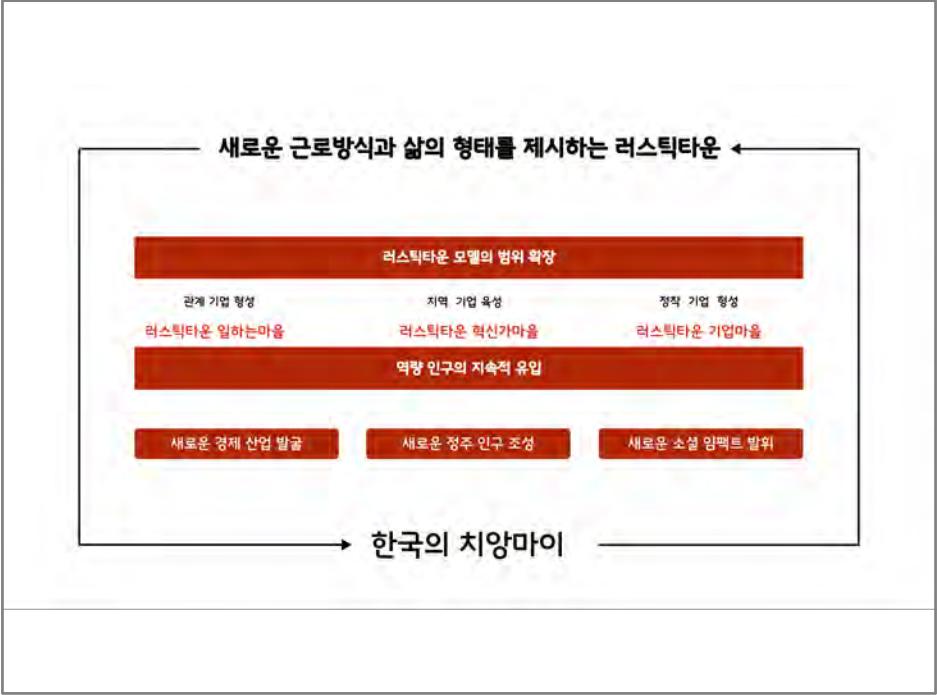 새로운 근로방식과 삶의 형태를 제시하는 러스틱타운
러스틱타운 모델의 범위 확장
관계 기업 형성
지역 기업 육성
정착 기업 형성
러스틱타운 일하는마을
러스틱타운 혁신가마을
러스틱타운 기업마을
역량 인구의 지속적 유입
새로운 경제 산업 발굴
새로운 정주 인구 조성
새로운 소셜 임팩트 발위
한국의 치앙마이